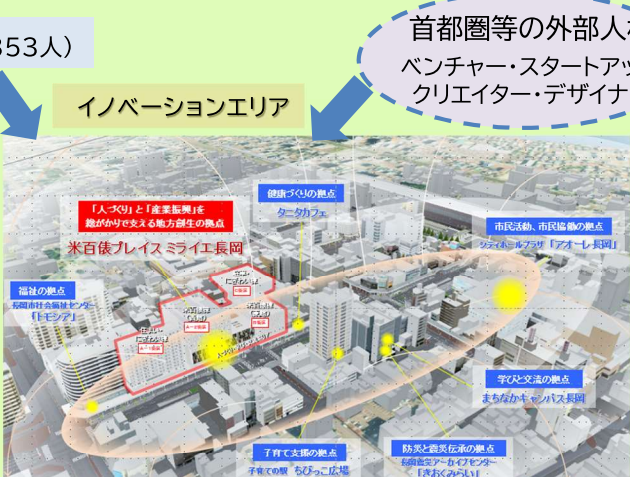 353人）
首都圏等の外部人
ベンチャー・スタートアッ
クリエイター・デザイナ
イノベーションエリア
健康づくりの拠点
タニタカフェ
「人づくり」と「産業振興」を
総がかりで支える地方創生の拠点
米百俵プレイス ミライエ長岡
市民活動、市民協働の拠点
シティホールプラザ「アオーレ長岡」
福祉の拠点
長岡市社会福祉センター
「トモシア」
学びと交流の拠点
まちなかキャンパス長岡
子育て支援の拠点
子育ての駅 ちびっこ広場
防災と震災伝承の拠点
長岡震災アーカイブセンター
「きおくみらい」